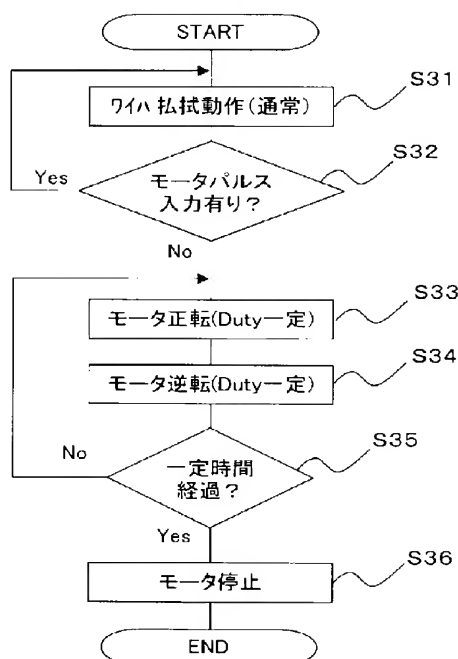 START
ワイパ 払拭動作(通常)
S31
モータパルス
入力有り?
S32
Yes
No
モータ正転(Duty一定)
S33
モータ逆転(Duty一定)
S34
一定時間
経過?
S35
No
Yes
モータ停止
S36
END